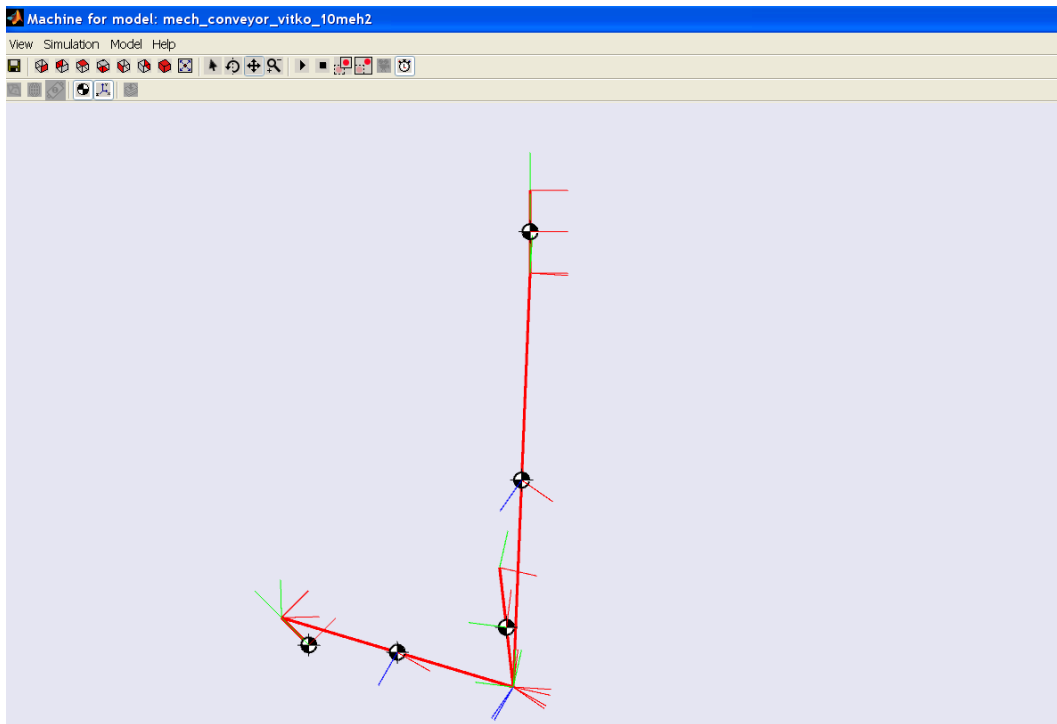 Machine for model: mech_conveyor_vitko_10meh2
View Simulation Model Help